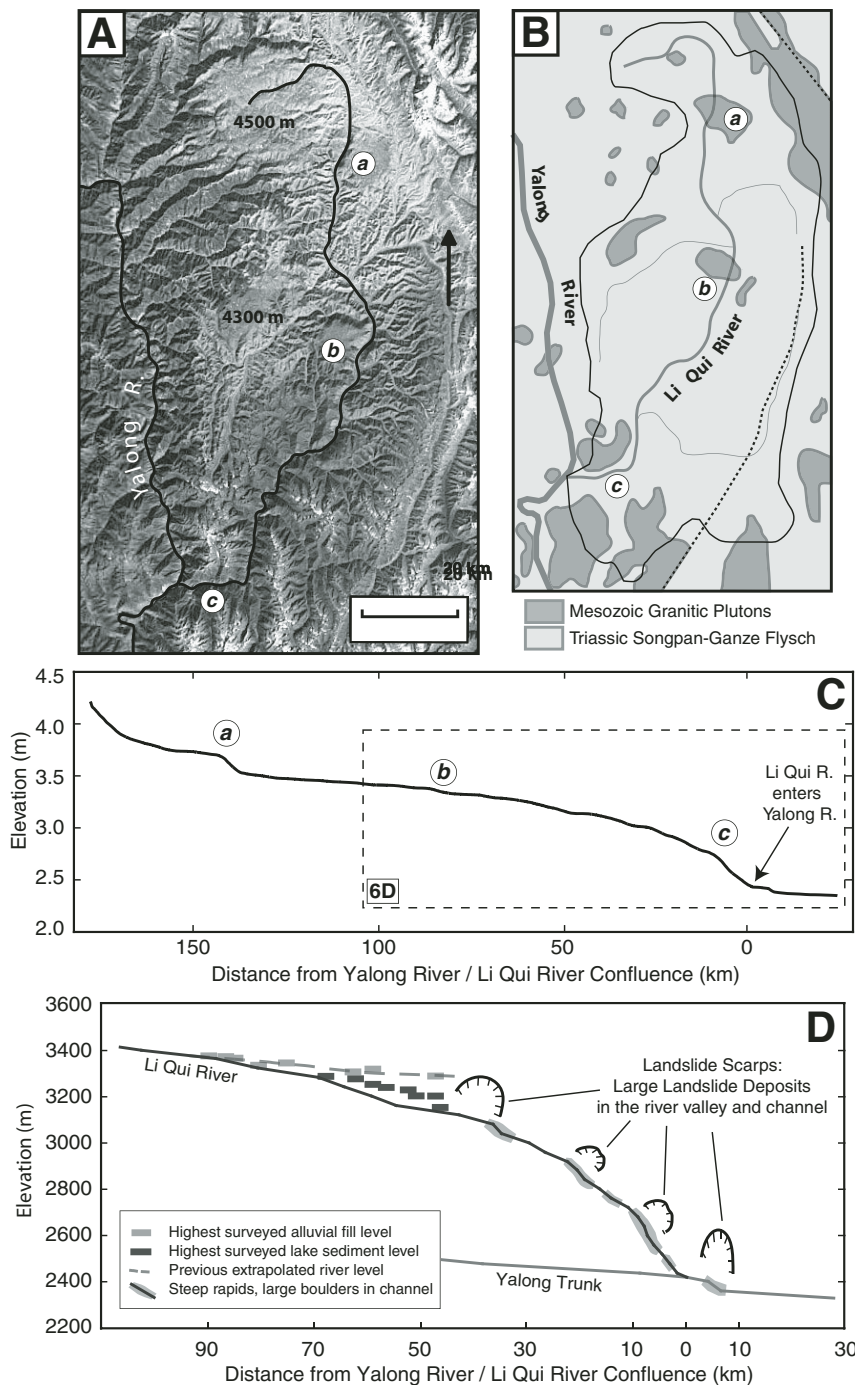 A
4500 m
a
4300 m
b
Yalong R.
c
20 km
B
a
Yalong
River
b
Li Qui River
c
Mesozoic Granitic Plutons
Triassic Songpan-Ganze Flysch
C
4.5
4.0
3.5
3.0
2.5
2.0
Elevation (m)
a
b
c
Li Qui R.
enters
Yalong R.
6D
150
100
50
0
Distance from Yalong River / Li Qui River Confluence (km)
D
3600
3400
3200
3000
2800
2600
2400
2200
Elevation (m)
Li Qui River
Landslide Scarps:
Large Landslide Deposits
in the river valley and channel
Highest surveyed alluvial fill level
Highest surveyed lake sediment level
Previous extrapolated river level
Steep rapids, large boulders in channel
Yalong Trunk
90
70
50
30
10
0
10
30
Distance from Yalong River / Li Qui River Confluence (km)